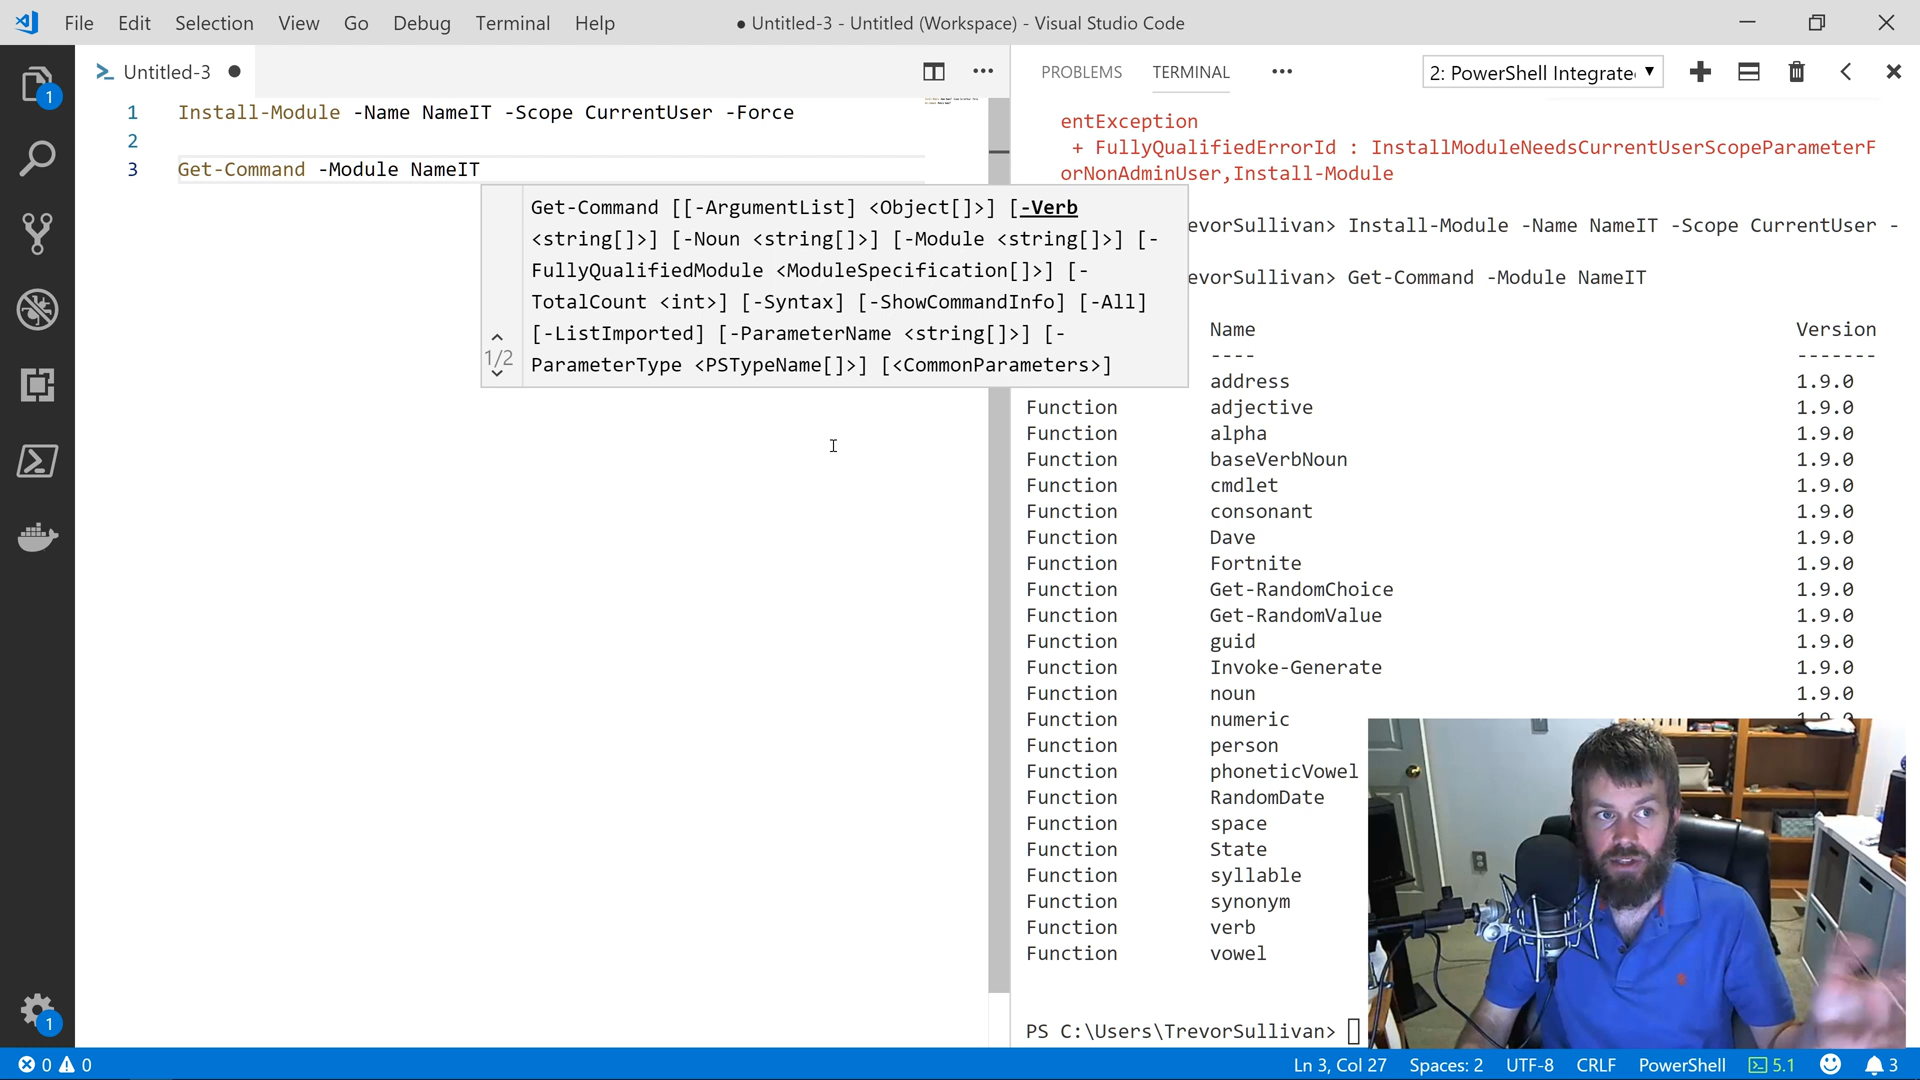 File Edit Selection View Go Debug Terminal Help
● Untitled-3 - Untitled (Workspace) - Visual Studio Code
Untitled-3
1 Install-Module -Name NameIT -Scope CurrentUser -Force
2
3 Get-Command -Module NameIT
Get-Command [[-ArgumentList] <Object[]>] [-Verb
<string[]>] [-Noun <string[]>] [-Module <string[]>] [-
FullyQualifiedModule <ModuleSpecification[]>] [-
TotalCount <int>] [-Syntax] [-ShowCommandInfo] [-All]
[-ListImported] [-ParameterName <string[]>] [-
ParameterType <PSTypeName[]>] [<CommonParameters>]
1/2
PROBLEMS TERMINAL ••• 2: PowerShell Integrate
entException
+ FullyQualifiedErrorId : InstallModuleNeedsCurrentUserScopeParameterF
orNonAdminUser,Install-Module
evorSullivan> Install-Module -Name NameIT -Scope CurrentUser -
evorSullivan> Get-Command -Module NameIT
Name Version
---- -------
address 1.9.0
Function adjective 1.9.0
Function alpha 1.9.0
Function baseVerbNoun 1.9.0
Function cmdlet 1.9.0
Function consonant 1.9.0
Function Dave 1.9.0
Function Fortnite 1.9.0
Function Get-RandomChoice 1.9.0
Function Get-RandomValue 1.9.0
Function guid 1.9.0
Function Invoke-Generate 1.9.0
Function noun 1.9.0
Function numeric 1.9.0
Function person
Function phoneticVowel
Function RandomDate
Function space
Function State
Function syllable
Function synonym
Function verb
Function vowel
PS C:\Users\TrevorSullivan>
1
1
0 0
Ln 3, Col 27 Spaces: 2 UTF-8 CRLF PowerShell 5.1 3